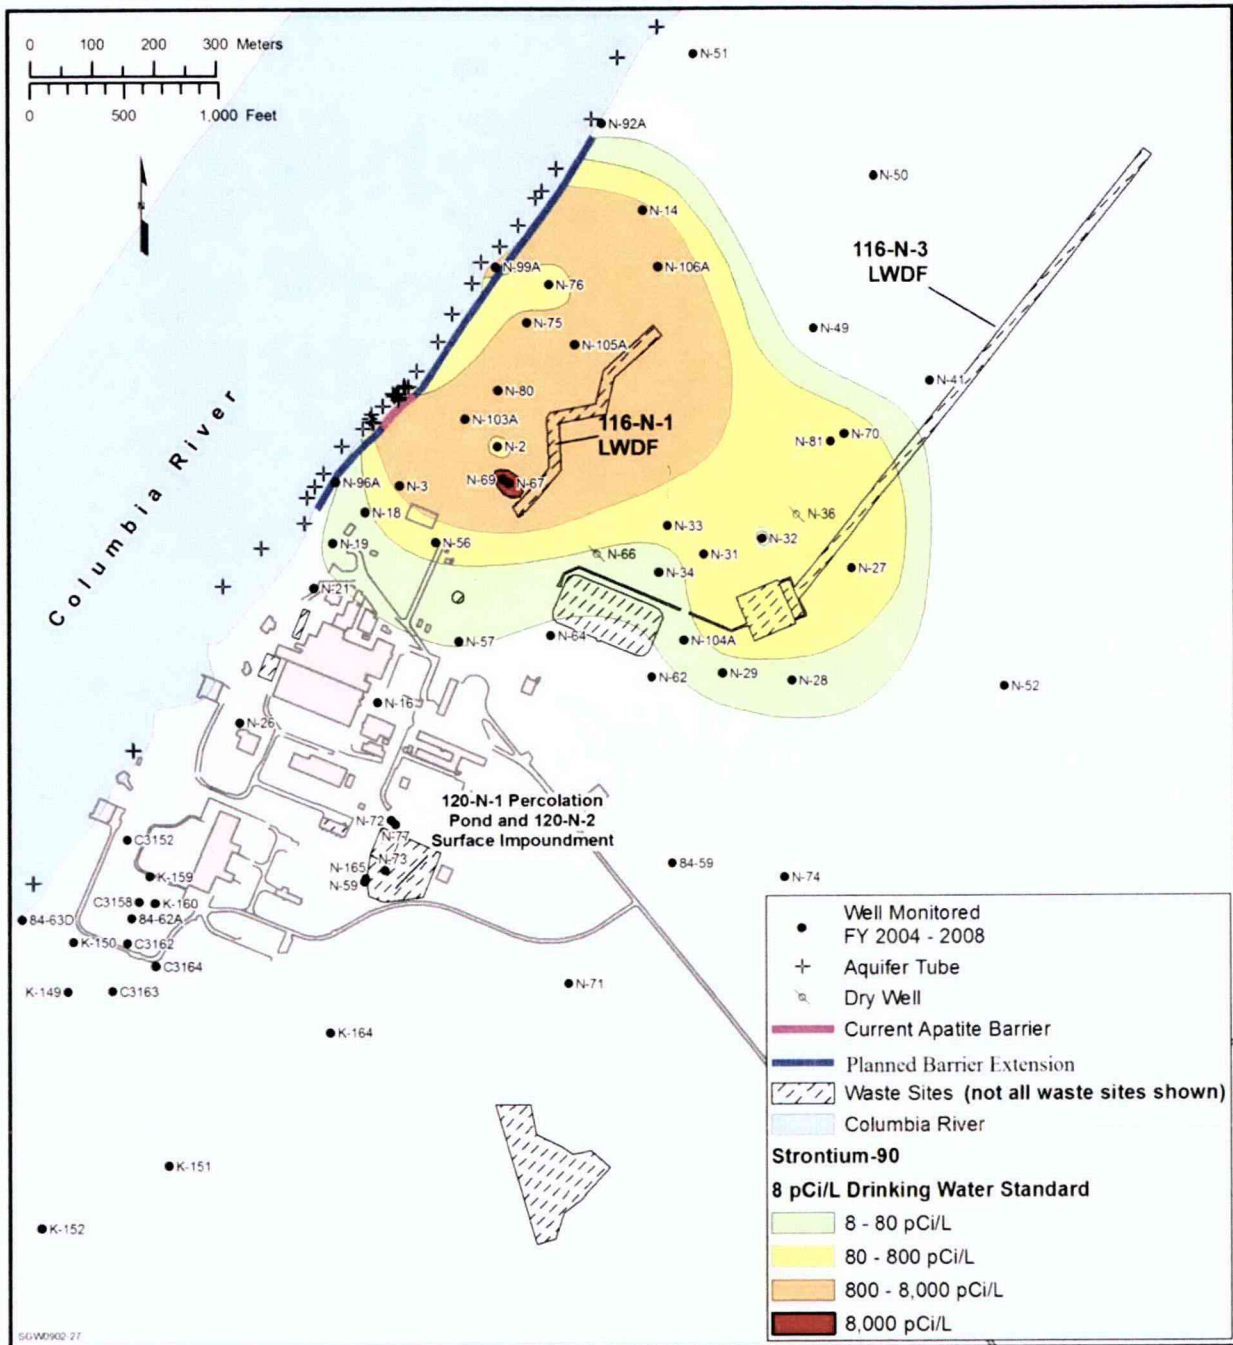 0 100 200 300 Meters
0 500 1,000 Feet
N-51
N-92A
N-50
N-14
116-N-3
LWDF
N-99A
N-106A
N-76
N-75
N-49
N-105A
N-41
N-80
N-103A
116-N-1
LWDF
N-70
N-81
N-2
Columbia River
N-96A
N-3
N-69
N-67
N-18
N-36
N-33
N-32
N-19
N-56
N-66
N-31
N-34
N-27
N-21
N-57
N-64
N-104A
N-62
N-29
N-28
N-52
N-16
N-26
120-N-1 Percolation
Pond and 120-N-2
Surface Impoundment
N-72
N-77
C3152
N-73
N-165
N-59
84-59
N-74
K-159
C3158
K-160
84-63D
84-62A
K-150
C3162
C3164
K-149
C3163
N-71
K-164
K-151
K-152
Well Monitored
FY 2004 - 2008
Aquifer Tube
Dry Well
Current Apatite Barrier
Planned Barrier Extension
Waste Sites (not all waste sites shown)
Columbia River
Strontium-90
8 pCi/L Drinking Water Standard
8 - 80 pCi/L
80 - 800 pCi/L
800 - 8,000 pCi/L
8,000 pCi/L
SGW0902-27